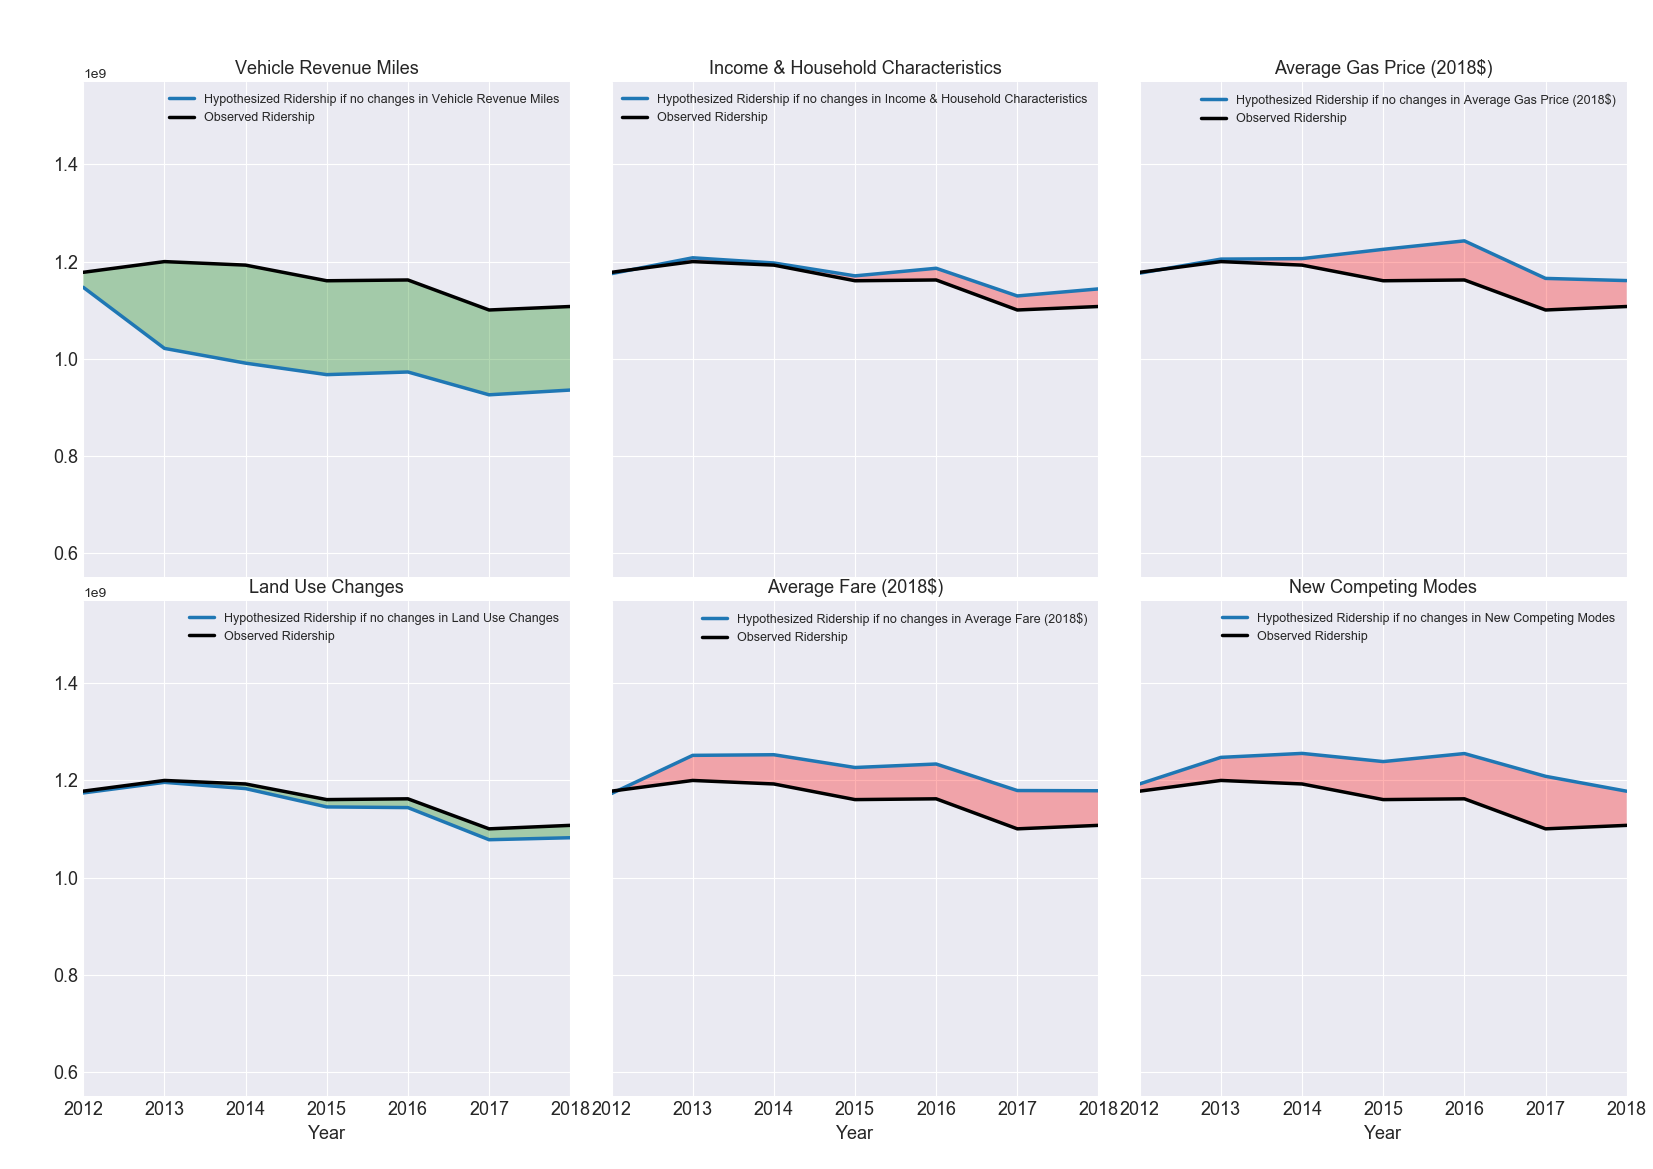 Vehicle Revenue Miles
1e9
Hypothesized Ridership if no changes in Vehicle Revenue Miles
Observed Ridership
1.4
1.2
1.0
0.8
0.6
Income & Household Characteristics
Hypothesized Ridership if no changes in Income & Household Characteristics
Observed Ridership
Average Gas Price (2018$)
Hypothesized Ridership if no changes in Average Gas Price (2018$)
Observed Ridership
Land Use Changes
1e9
Hypothesized Ridership if no changes in Land Use Changes
Observed Ridership
1.4
1.2
1.0
0.8
0.6
2012 2013 2014 2015 2016 2017 2018
Year
Average Fare (2018$)
Hypothesized Ridership if no changes in Average Fare (2018$)
Observed Ridership
2012 2013 2014 2015 2016 2017 2018
Year
New Competing Modes
Hypothesized Ridership if no changes in New Competing Modes
Observed Ridership
2012 2013 2014 2015 2016 2017 2018
Year